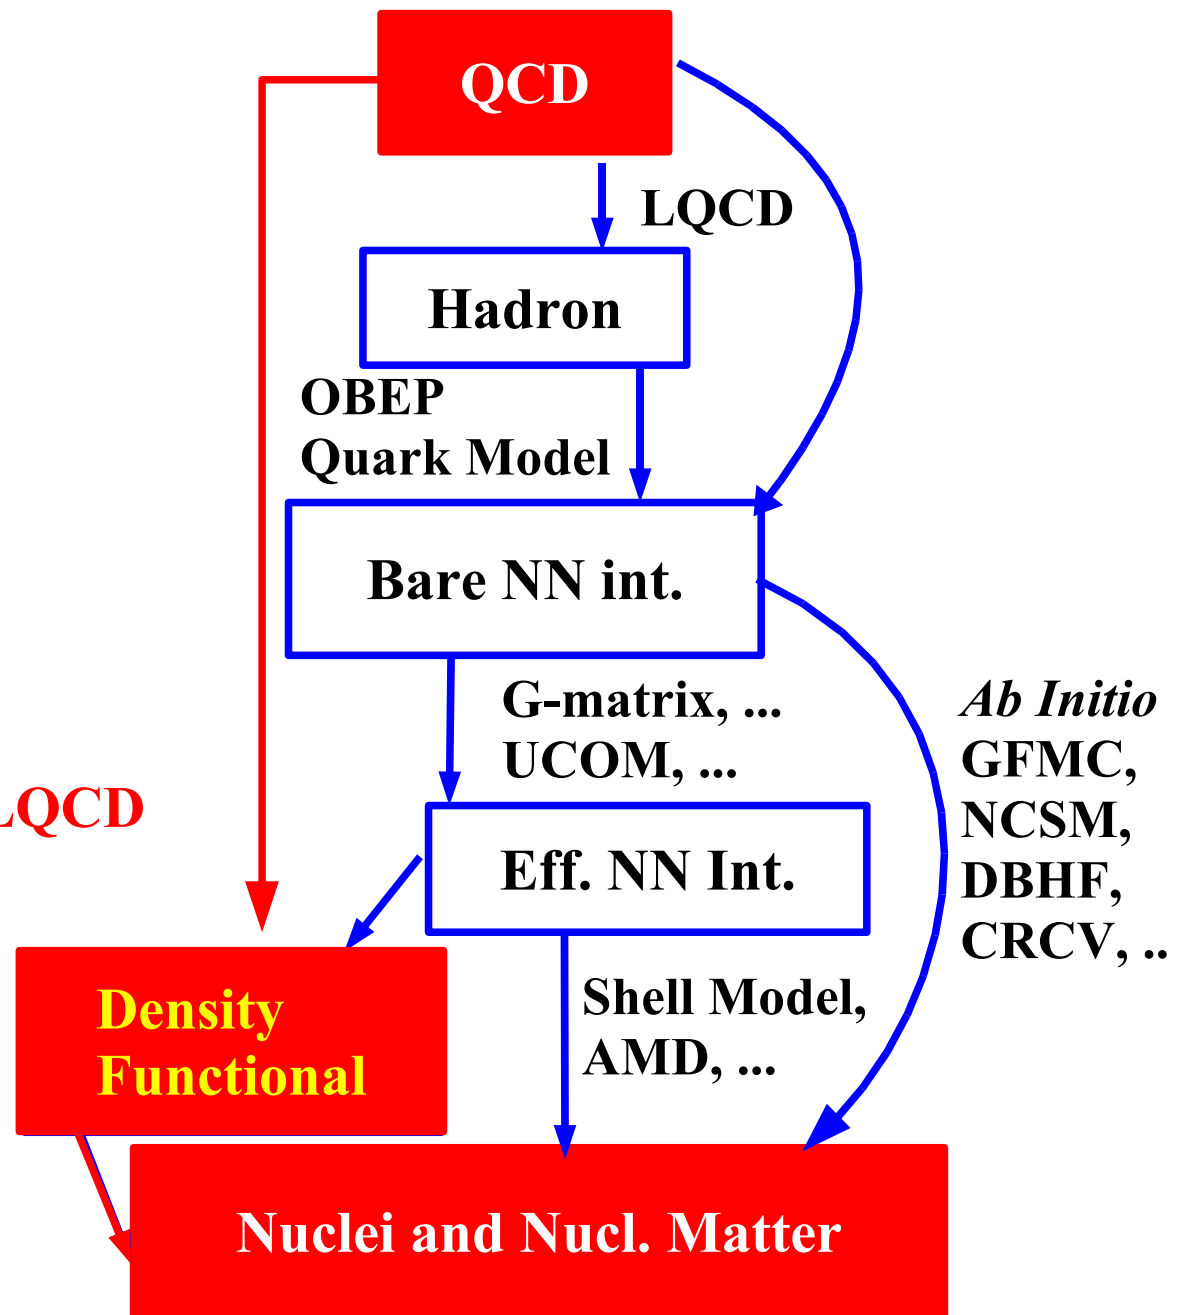 QCD
LQCD
Hadron
OBEP
Quark Model
Bare NN int.
G-matrix, ...
UCOM, ...
Ab Initio
GFMC,
NCSM,
DBHF,
CRCV, ..
LQCD
Eff. NN Int.
Shell Model,
AMD, ...
Density
Functional
Nuclei and Nucl. Matter